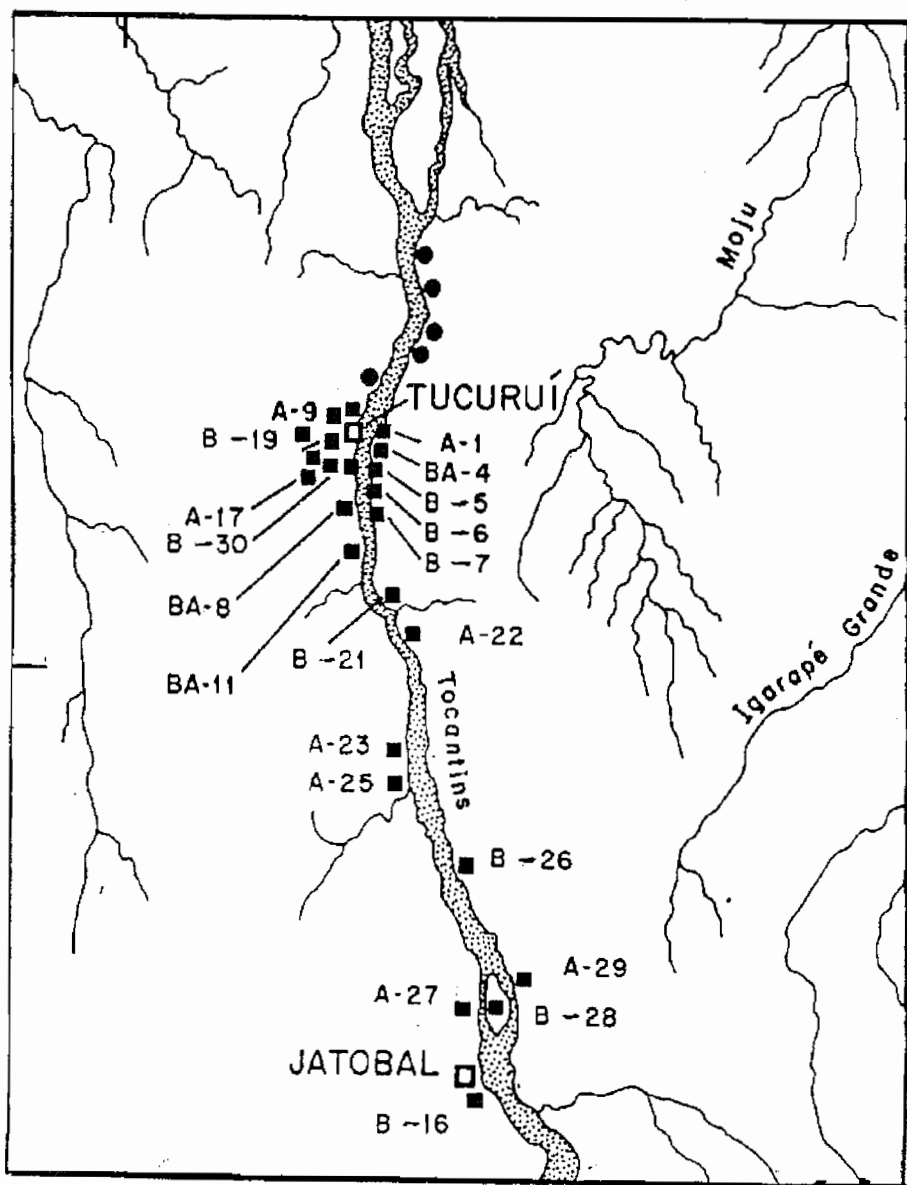 Moju
TUCURUÍ
A-9
B-19
A-1
BA-4
B-5
A-17
B-6
B-30
B-7
BA-8
Igarapé Grande
B-21
A-22
BA-11
Tocantins
A-23
A-25
B-26
A-29
A-27
B-28
JATOBAL
B-16